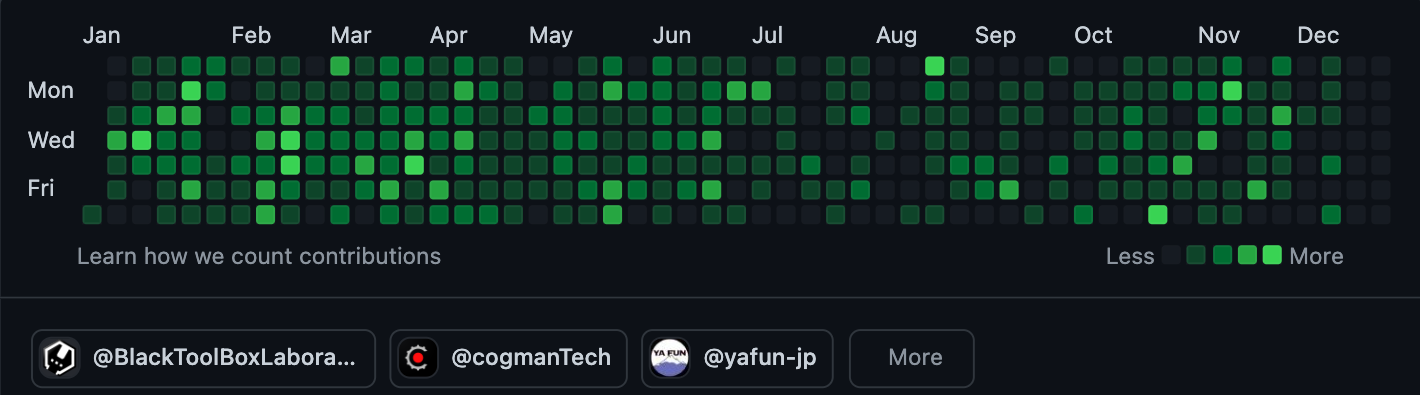 Jan Feb Mar Apr May Jun Jul Aug Sep Oct Nov Dec
Mon
Wed
Fri
Learn how we count contributions
Less More
@BlackToolBoxLabora... @cogmanTech YA FUN @yafun-jp More